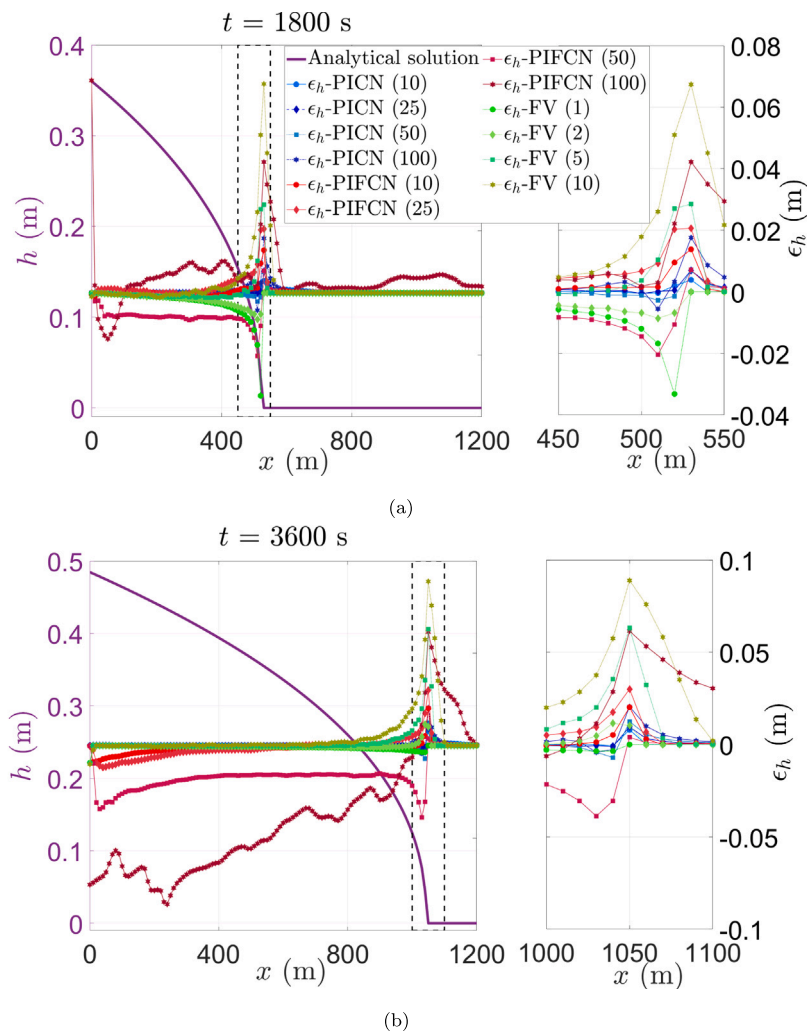 t = 1800 s
0.4
0.3
0.2
0.1
0
h (m)
0
400
800
1200
x (m)
Analytical solution
ϵh-PICN (10)
ϵh-PICN (25)
ϵh-PICN (50)
ϵh-PICN (100)
ϵh-PIFCN (10)
ϵh-PIFCN (25)
ϵh-PIFCN (50)
ϵh-PIFCN (100)
ϵh-FV (1)
ϵh-FV (2)
ϵh-FV (5)
ϵh-FV (10)
0.08
0.06
0.04
0.02
0
-0.02
-0.04
ϵh (m)
450
500
550
x (m)
(a)
t = 3600 s
0.5
0.4
0.3
0.2
0.1
0
h (m)
0
400
800
1200
x (m)
0.1
0.05
0
-0.05
-0.1
ϵh (m)
1000
1050
1100
x (m)
(b)